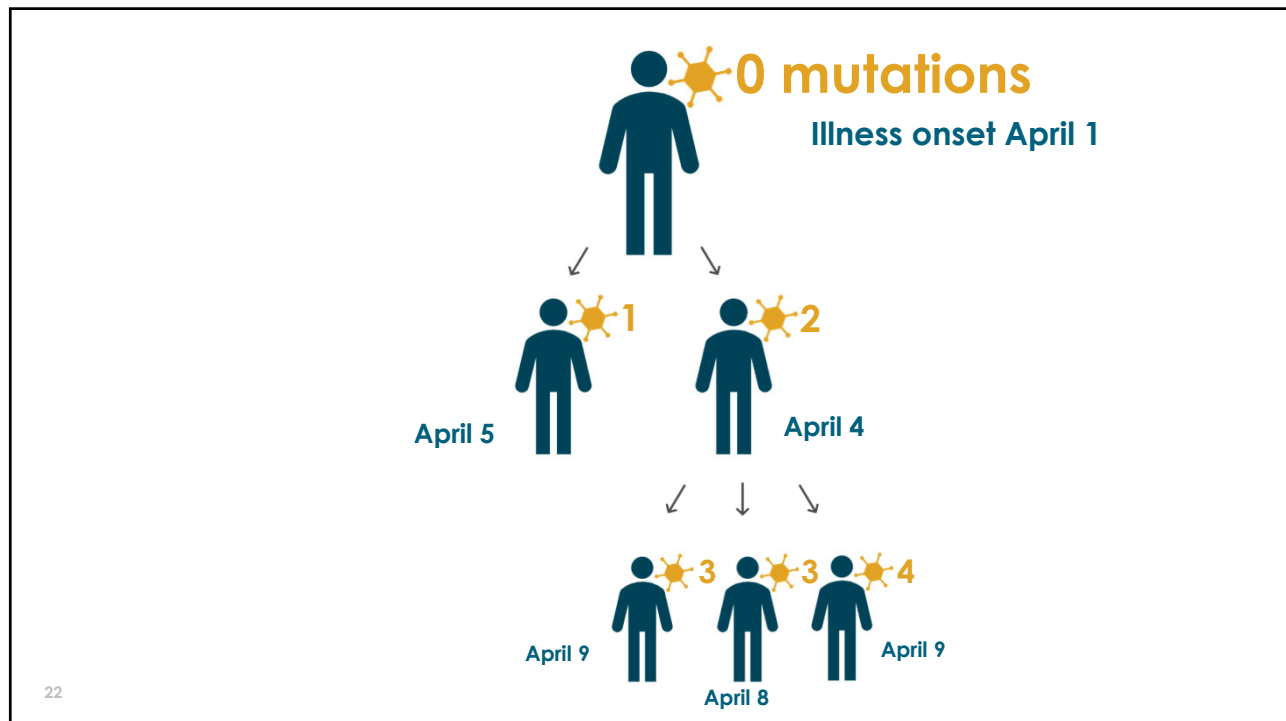 0 mutations
Illness onset April 1
1
2
April 5
April 4
3
3
4
April 9
April 8
April 9
22